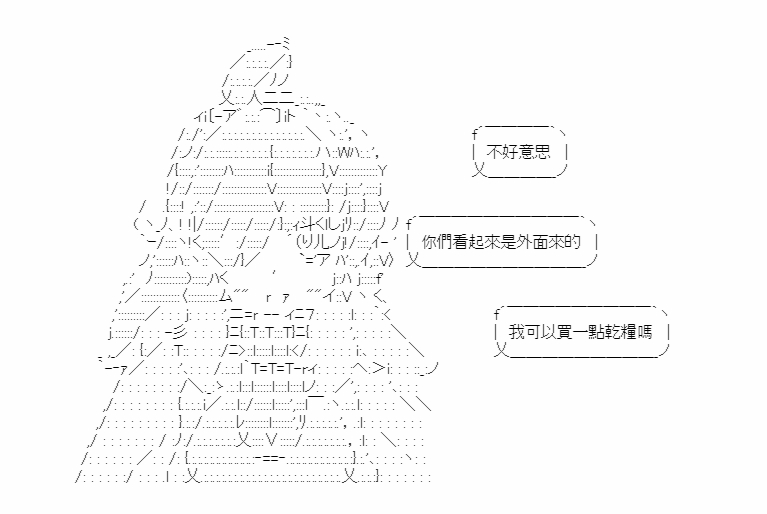 不好意思
你們看起來是外面來的
我可以買一點乾糧嗎